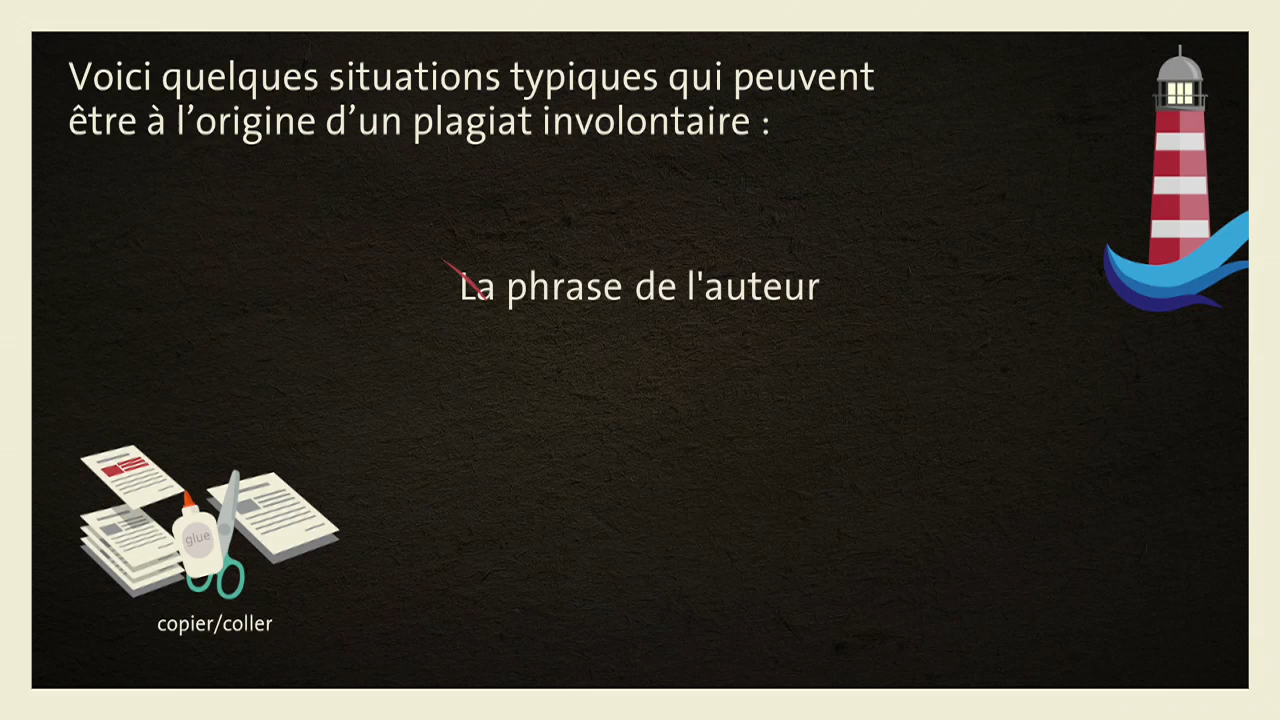 Voici quelques situations typiques qui peuvent
être à l’origine d’un plagiat involontaire :
La phrase de l'auteur
glue
copier/coller